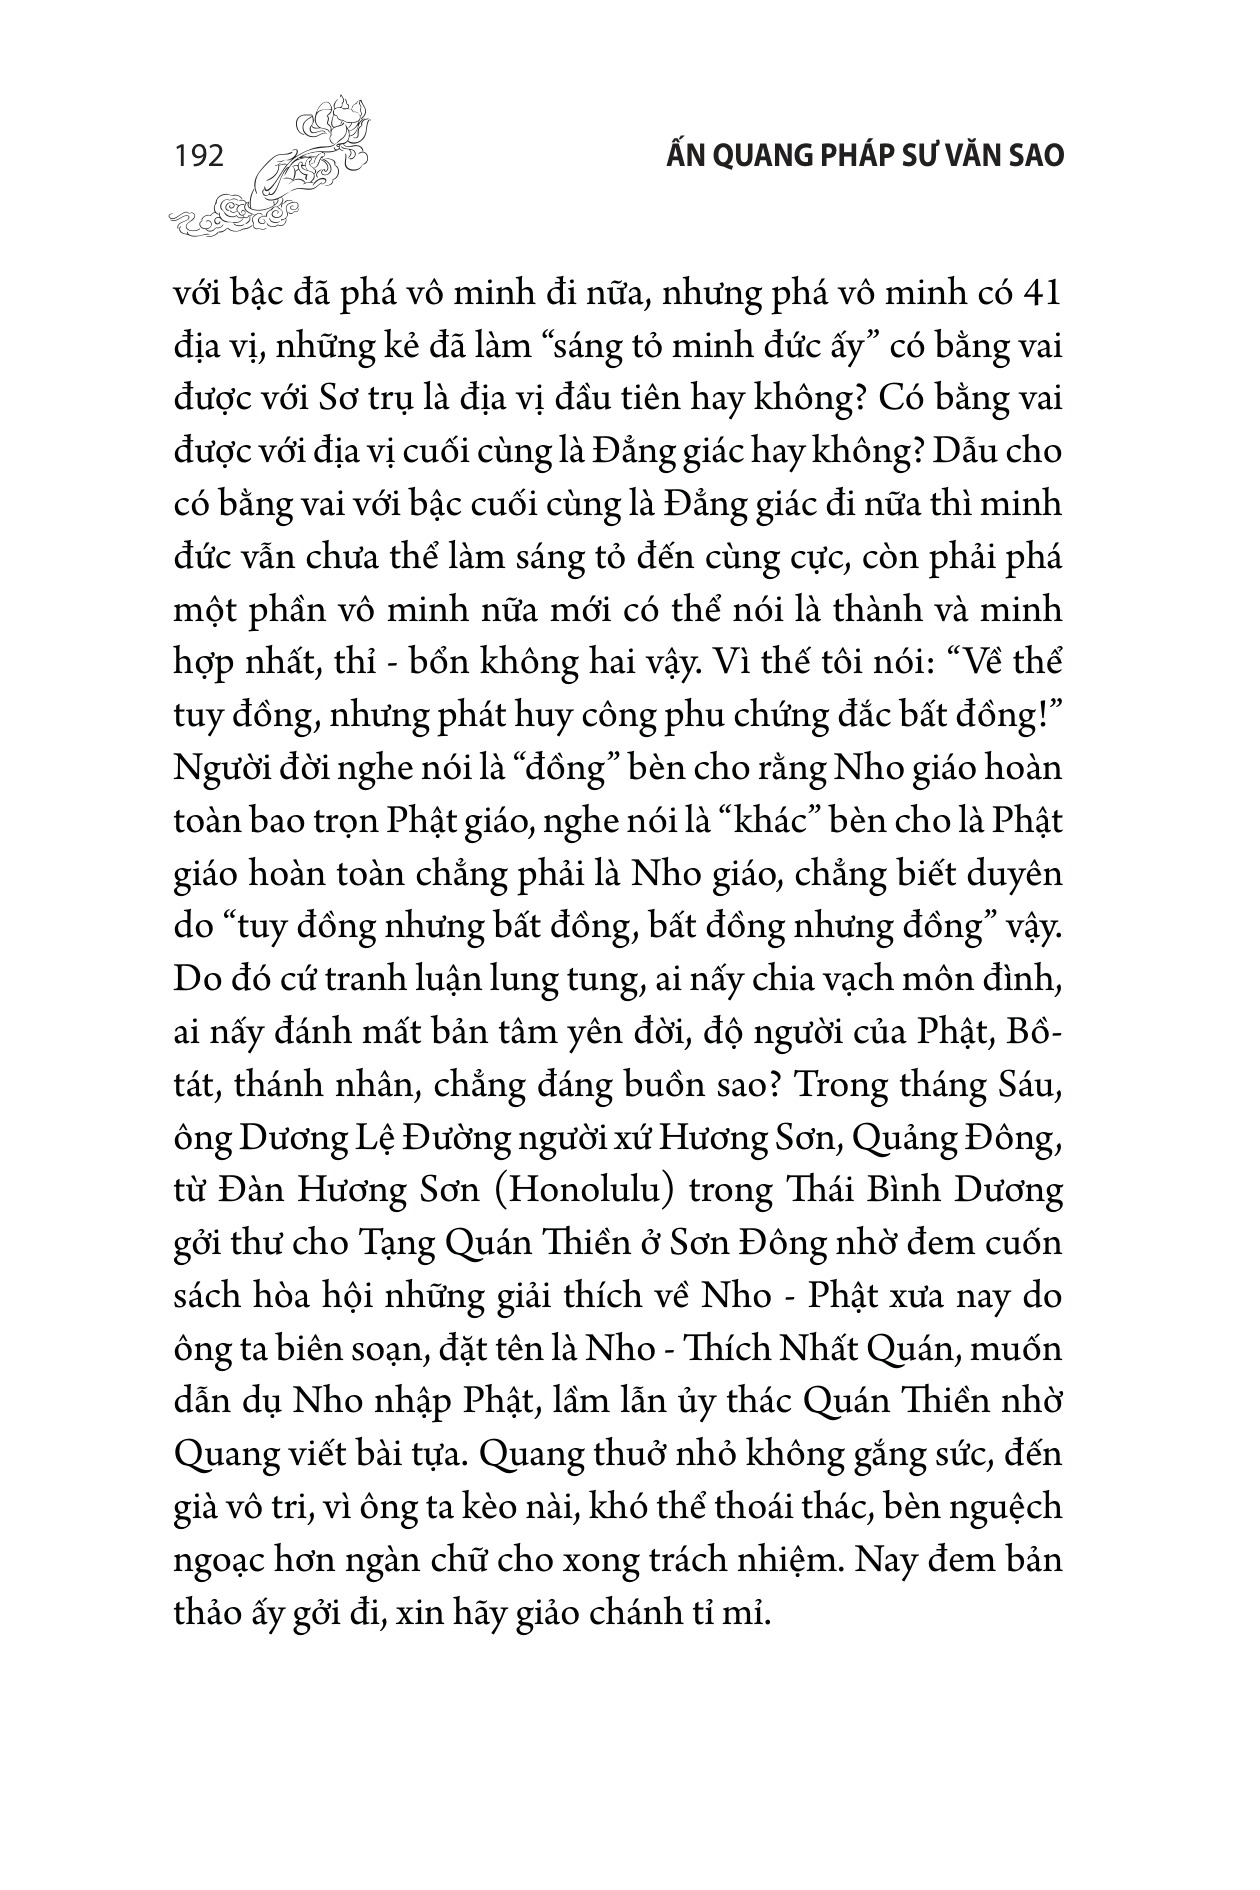 192
ẤN QUANG PHÁP SƯ VĂN SAO
với bậc đã phá vô minh đi nữa, nhưng phá vô minh có 41
địa vị, những kẻ đã làm “sáng tỏ minh đức ấy” có bằng vai
được với Sơ trụ là địa vị đầu tiên hay không? Có bằng vai
được với địa vị cuối cùng là Đẳng giác hay không? Dẫu cho
có bằng vai với bậc cuối cùng là Đẳng giác đi nữa thì minh
đức vẫn chưa thể làm sáng tỏ đến cùng cực, còn phải phá
một phần vô minh nữa mới có thể nói là thành và minh
hợp nhất, thỉ - bổn không hai vậy. Vì thế tôi nói: “Về thể
tuy đồng, nhưng phát huy công phu chứng đắc bất đồng!”
Người đời nghe nói là “đồng” bèn cho rằng Nho giáo hoàn
toàn bao trọn Phật giáo, nghe nói là “khác” bèn cho là Phật
giáo hoàn toàn chẳng phải là Nho giáo, chẳng biết duyên
do “tuy đồng nhưng bất đồng, bất đồng nhưng đồng” vậy.
Do đó cứ tranh luận lung tung, ai nấy chia vạch môn đình,
ai nấy đánh mất bản tâm yên đời, độ người của Phật, Bồ-
tát, thánh nhân, chẳng đáng buồn sao? Trong tháng Sáu,
ông Dương Lệ Đường người xứ Hương Sơn, Quảng Đông,
từ Đàn Hương Sơn (Honolulu) trong Thái Bình Dương
gởi thư cho Tạng Quán Thiền ở Sơn Đông nhờ đem cuốn
sách hòa hội những giải thích về Nho - Phật xưa nay do
ông ta biên soạn, đặt tên là Nho - Thích Nhất Quán, muốn
dẫn dụ Nho nhập Phật, lầm lẫn ủy thác Quán Thiền nhờ
Quang viết bài tựa. Quang thuở nhỏ không gắng sức, đến
già vô tri, vì ông ta kèo nài, khó thể thoái thác, bèn nguệch
ngoạc hơn ngàn chữ cho xong trách nhiệm. Nay đem bản
thảo ấy gởi đi, xin hãy giảo chánh tỉ mỉ.